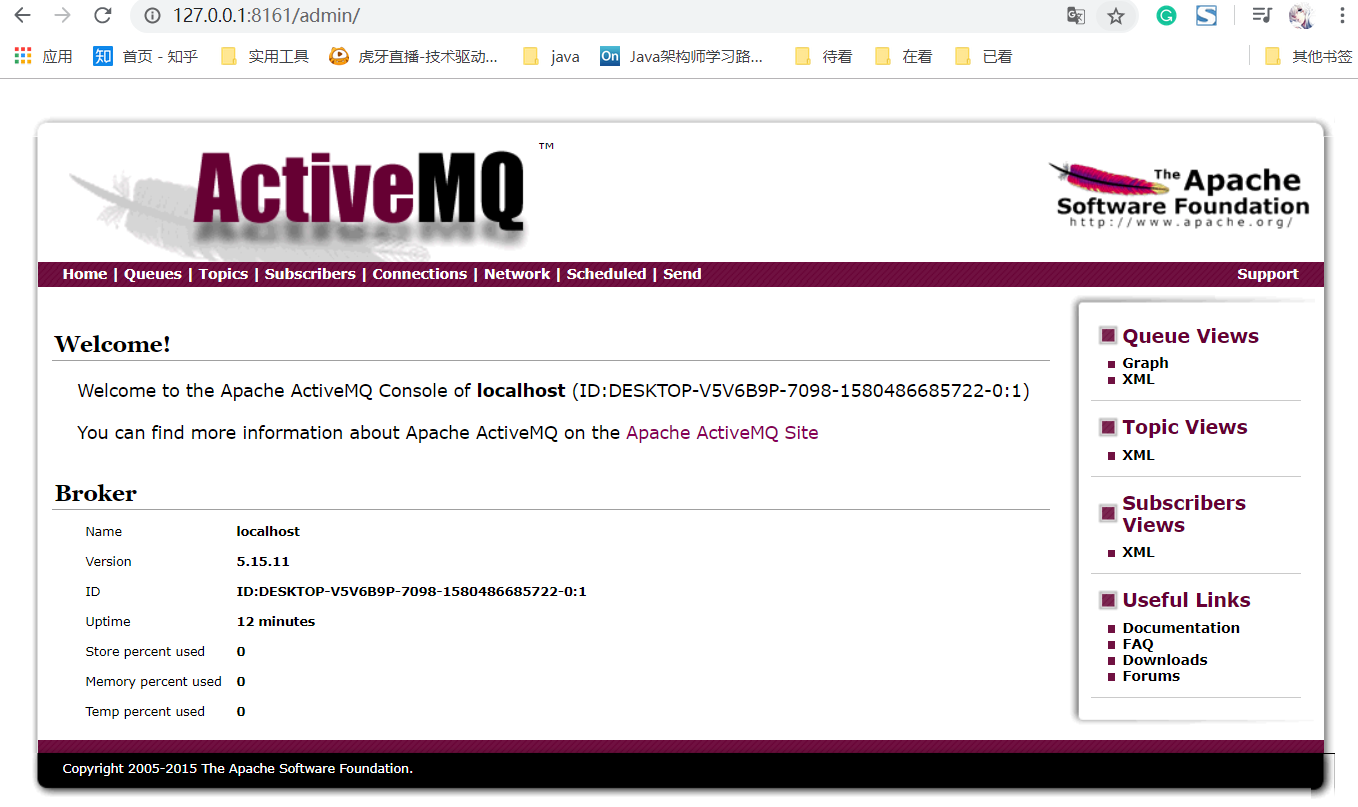 127.0.0.1:8161/admin/
应用 知 首页 - 知乎 实用工具 虎牙直播-技术驱动... java On Java架构师学习路... 待看 在看 已看 其他书签
ActiveMQ TM
The Apache
Software Foundation
http://www.apache.org/
Home | Queues | Topics | Subscribers | Connections | Network | Scheduled | Send Support
Welcome!
Welcome to the Apache ActiveMQ Console of localhost (ID:DESKTOP-V5V6B9P-7098-1580486685722-0:1)
You can find more information about Apache ActiveMQ on the Apache ActiveMQ Site
Broker
Name localhost
Version 5.15.11
ID ID:DESKTOP-V5V6B9P-7098-1580486685722-0:1
Uptime 12 minutes
Store percent used 0
Memory percent used 0
Temp percent used 0
Queue Views
Graph
XML
Topic Views
XML
Subscribers
Views
XML
Useful Links
Documentation
FAQ
Downloads
Forums
Copyright 2005-2015 The Apache Software Foundation.